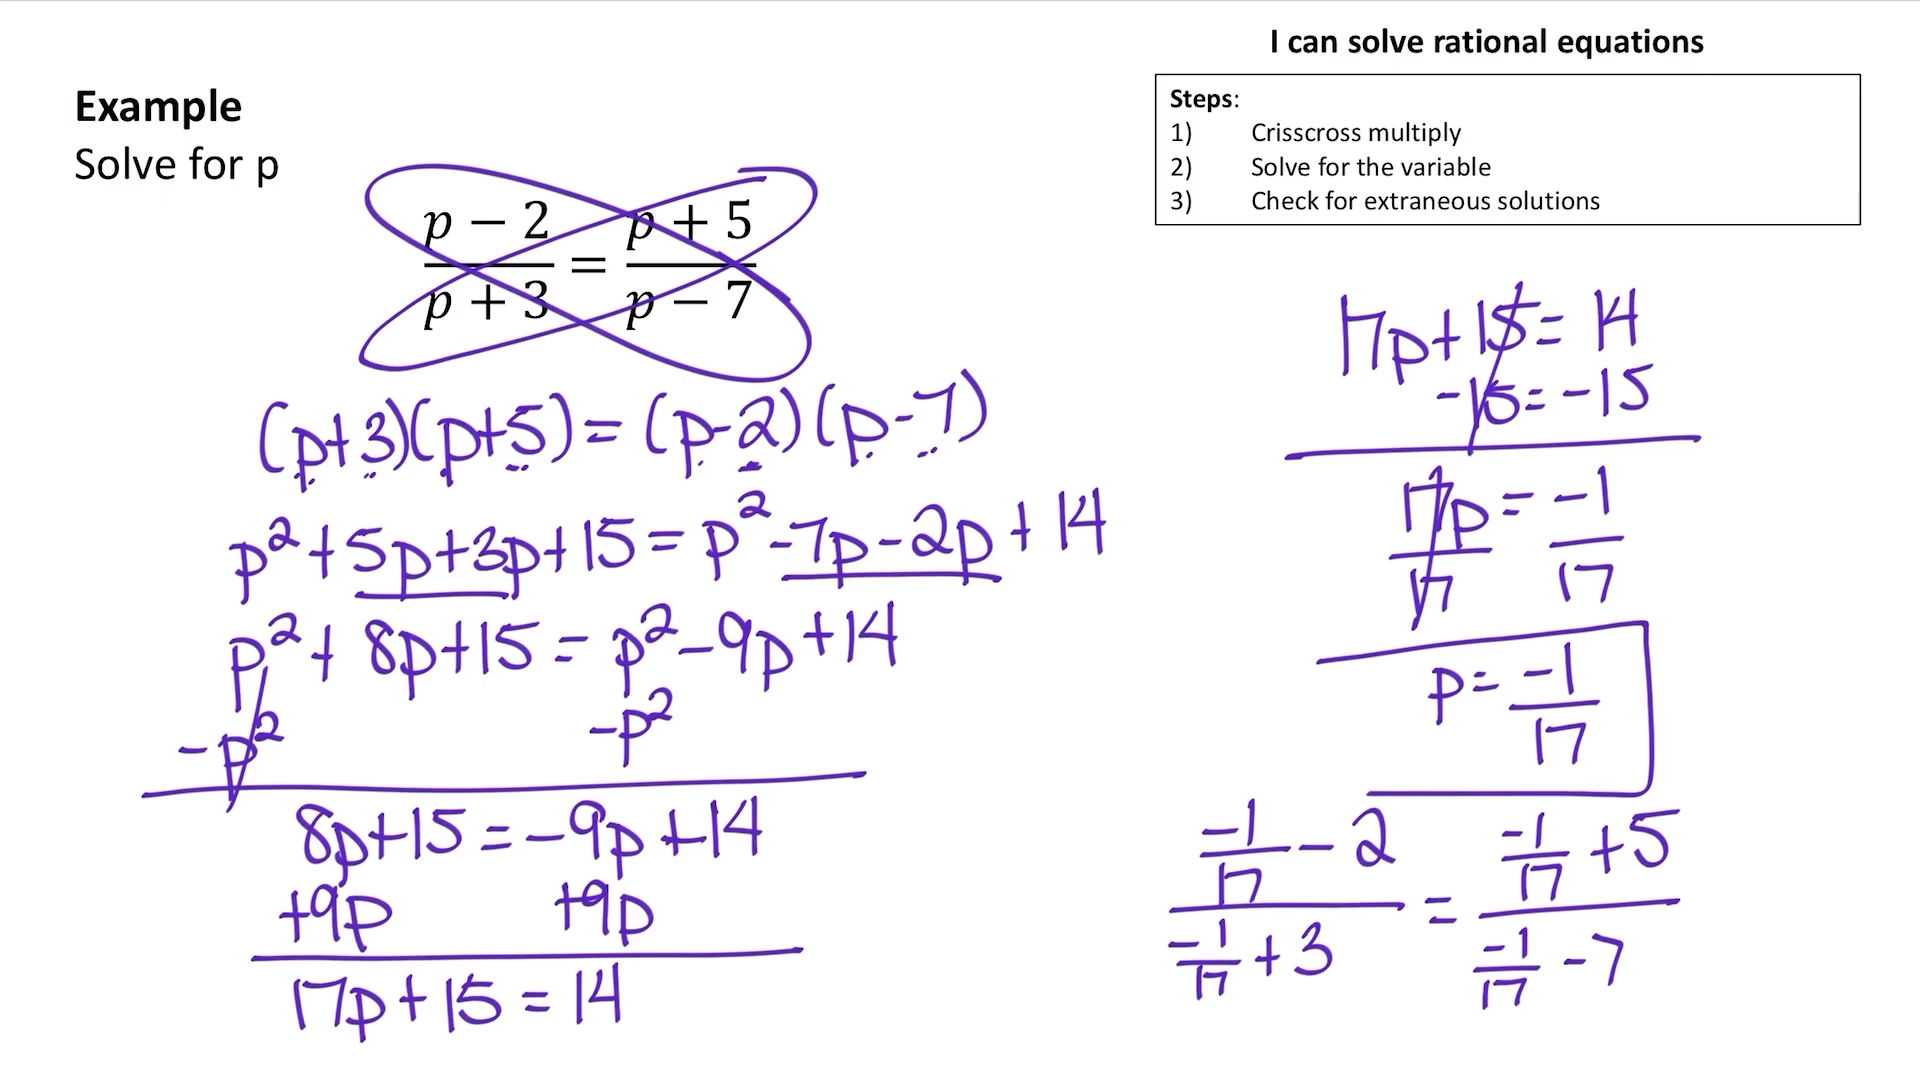 I can solve rational equations
Steps:
1) Crisscross multiply
2) Solve for the variable
3) Check for extraneous solutions
Example
Solve for p
p − 2 / p + 3 = p + 5 / p − 7
(p+3)(p+5) = (p-2)(p-7)
p² + 5p + 3p + 15 = p² - 7p - 2p + 14
p² + 8p + 15 = p² - 9p + 14
-p² -p²
8p + 15 = -9p + 14
+9p +9p
17p + 15 = 14
17p + 15 = 14
-15 = -15
17p / 17 = -1 / 17
p = -1 / 17
-1/17 - 2 / -1/17 + 3 = -1/17 + 5 / -1/17 - 7